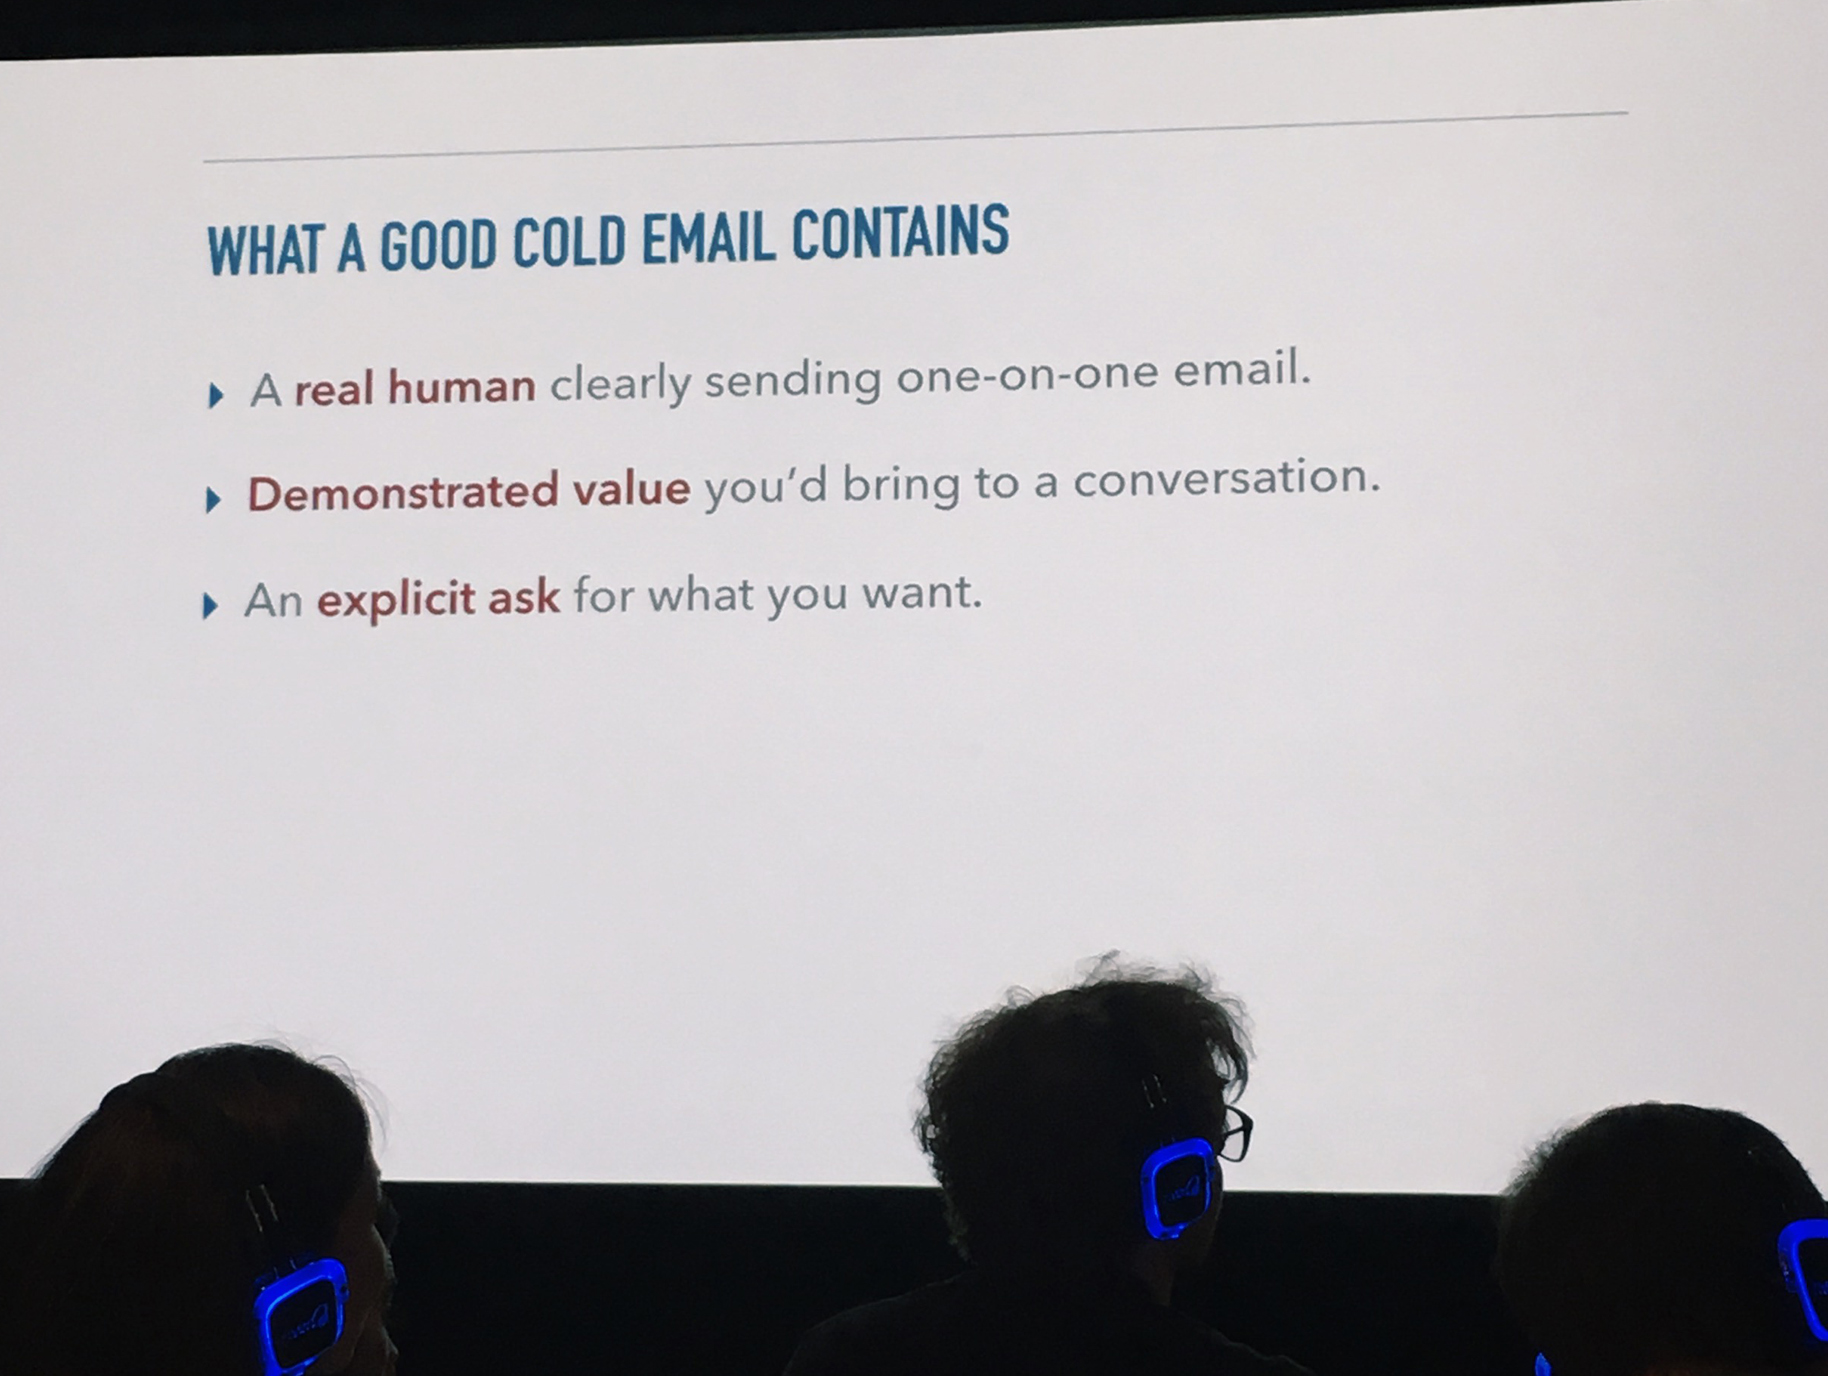 WHAT A GOOD COLD EMAIL CONTAINS
A real human clearly sending one-on-one email.
Demonstrated value you’d bring to a conversation.
An explicit ask for what you want.